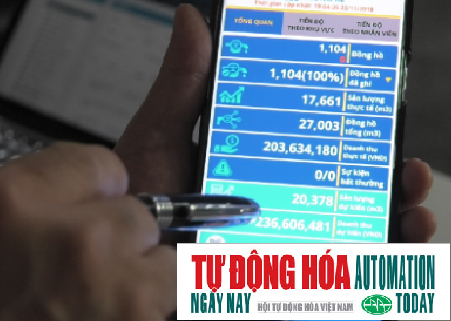 TỔNG QUAN
TIẾN ĐỘ
THEO KHU VỰC
TIẾN ĐỘ
THEO NHÂN VIÊN
1,104
0
Đồng hồ
1,104(100%)
Đồng hồ
đã ghi
17,661
Sản lượng
thực tế (m3)
27,003
Đồng hồ
tổng (m3)
203,634,180
Doanh thu
thực tế (VND)
0/0
Sự kiện
bất thường
20,378
Sản lượng
dự kiến (m3)
236,606,481
Doanh thu
dự kiến (VND)
TỰ ĐỘNG HÓA AUTOMATION
NGÀY NAY HỘI TỰ ĐỘNG HÓA VIỆT NAM TODAY